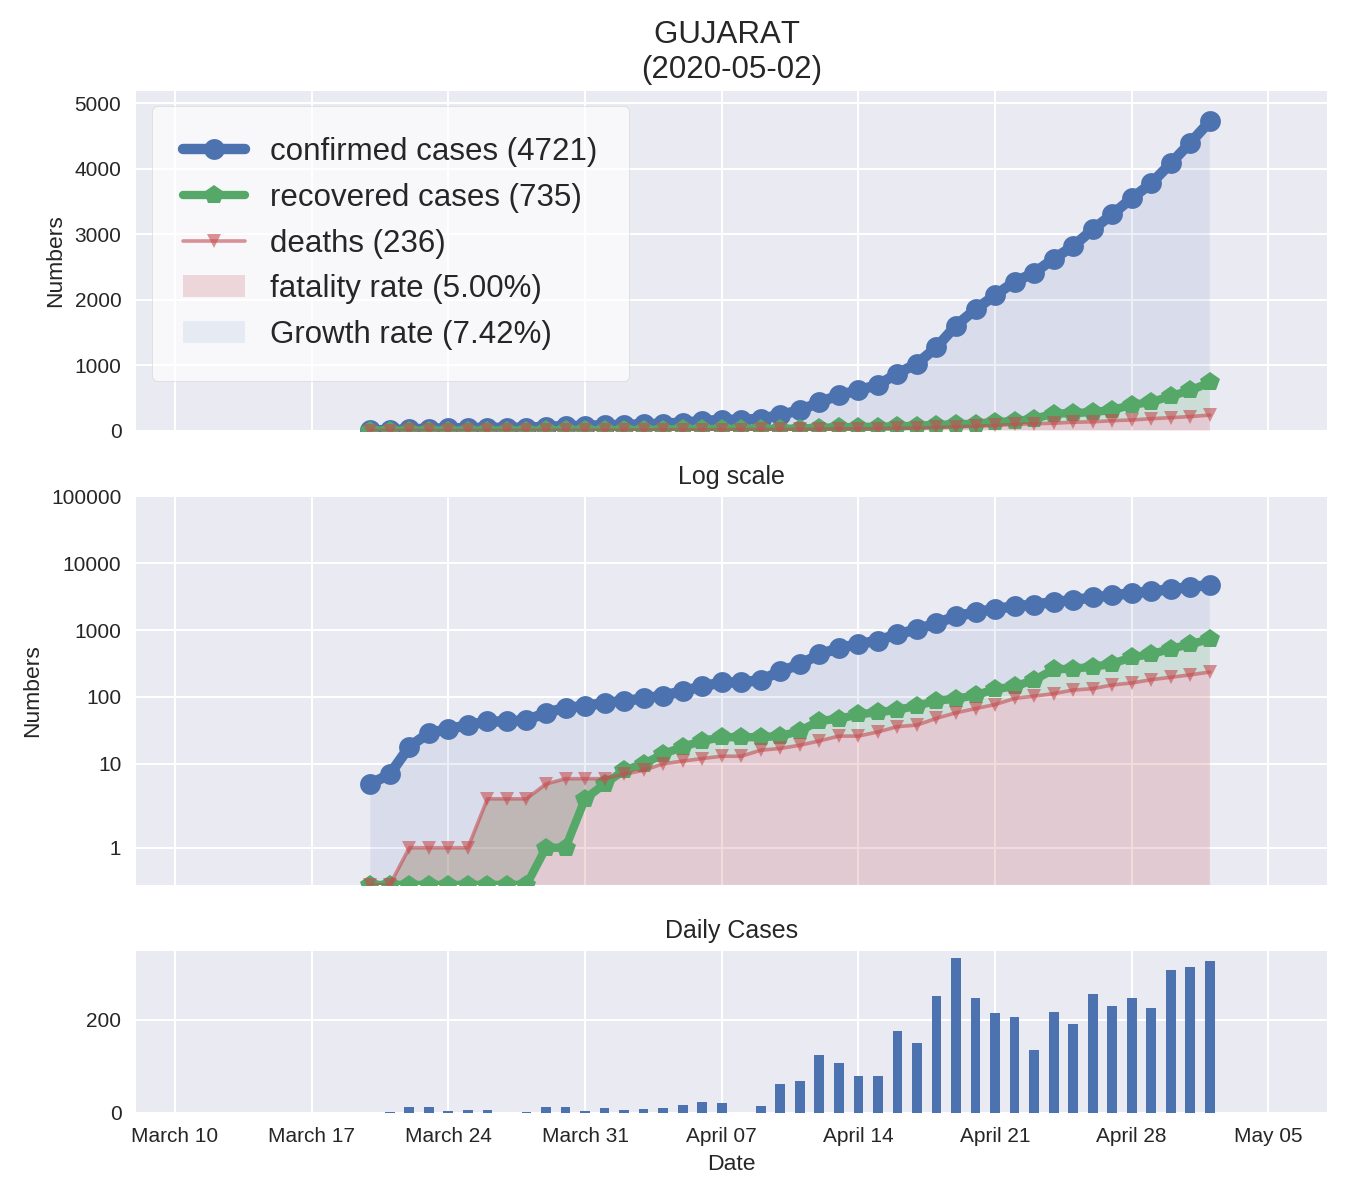 GUJARAT
(2020-05-02)
5000
4000
3000
2000
1000
0
Numbers
confirmed cases (4721)
recovered cases (735)
deaths (236)
fatality rate (5.00%)
Growth rate (7.42%)
Log scale
100000
10000
1000
100
10
1
Numbers
Daily Cases
200
0
March 10 March 17 March 24 March 31 April 07 April 14 April 21 April 28 May 05
Date